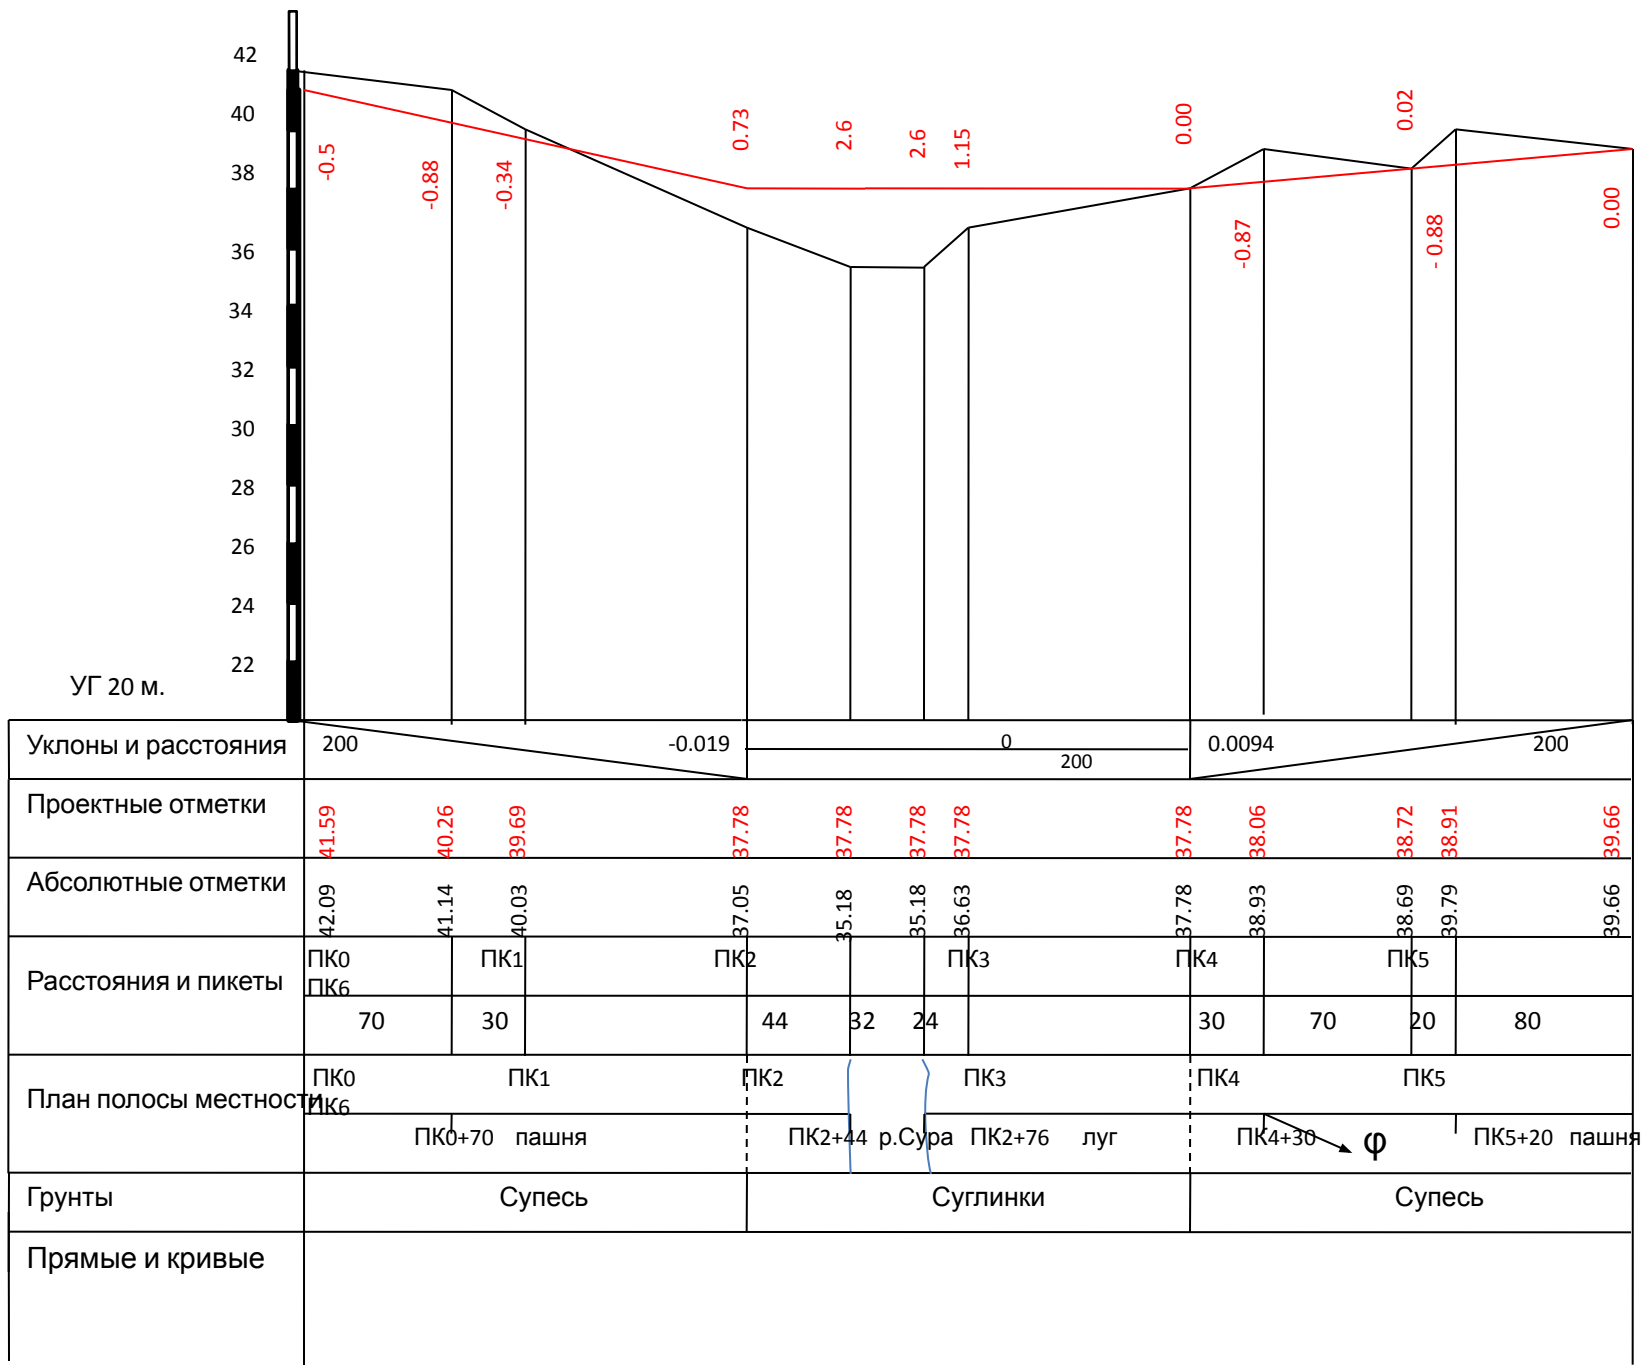 42
40
38
36
34
32
30
28
26
24
22
УГ 20 м.
-0.5
-0.88
-0.34
0.73
2.6
2.6
1.15
0.00
-0.87
0.02
- 0.88
0.00
Уклоны и расстояния 200 -0.019 0 200 0.0094 200
Проектные отметки 41.59 40.26 39.69 37.78 37.78 37.78 37.78 37.78 38.06 38.72 38.91 39.66
Абсолютные отметки 42.09 41.14 40.03 37.05 35.18 35.18 36.63 37.78 38.93 38.69 39.79 39.66
Расстояния и пикеты
ПК0 ПК1 ПК2 ПК3 ПК4 ПК5
ПК6
70 30 44 32 24 30 70 20 80
План полосы местности
ПК0 ПК1 ПК2 ПК3 ПК4 ПК5
ПК6
ПК0+70 пашня ПК2+44 р.Сура ПК2+76 луг ПК4+30 φ ПК5+20 пашня
Грунты Супесь Суглинки Супесь
Прямые и кривые